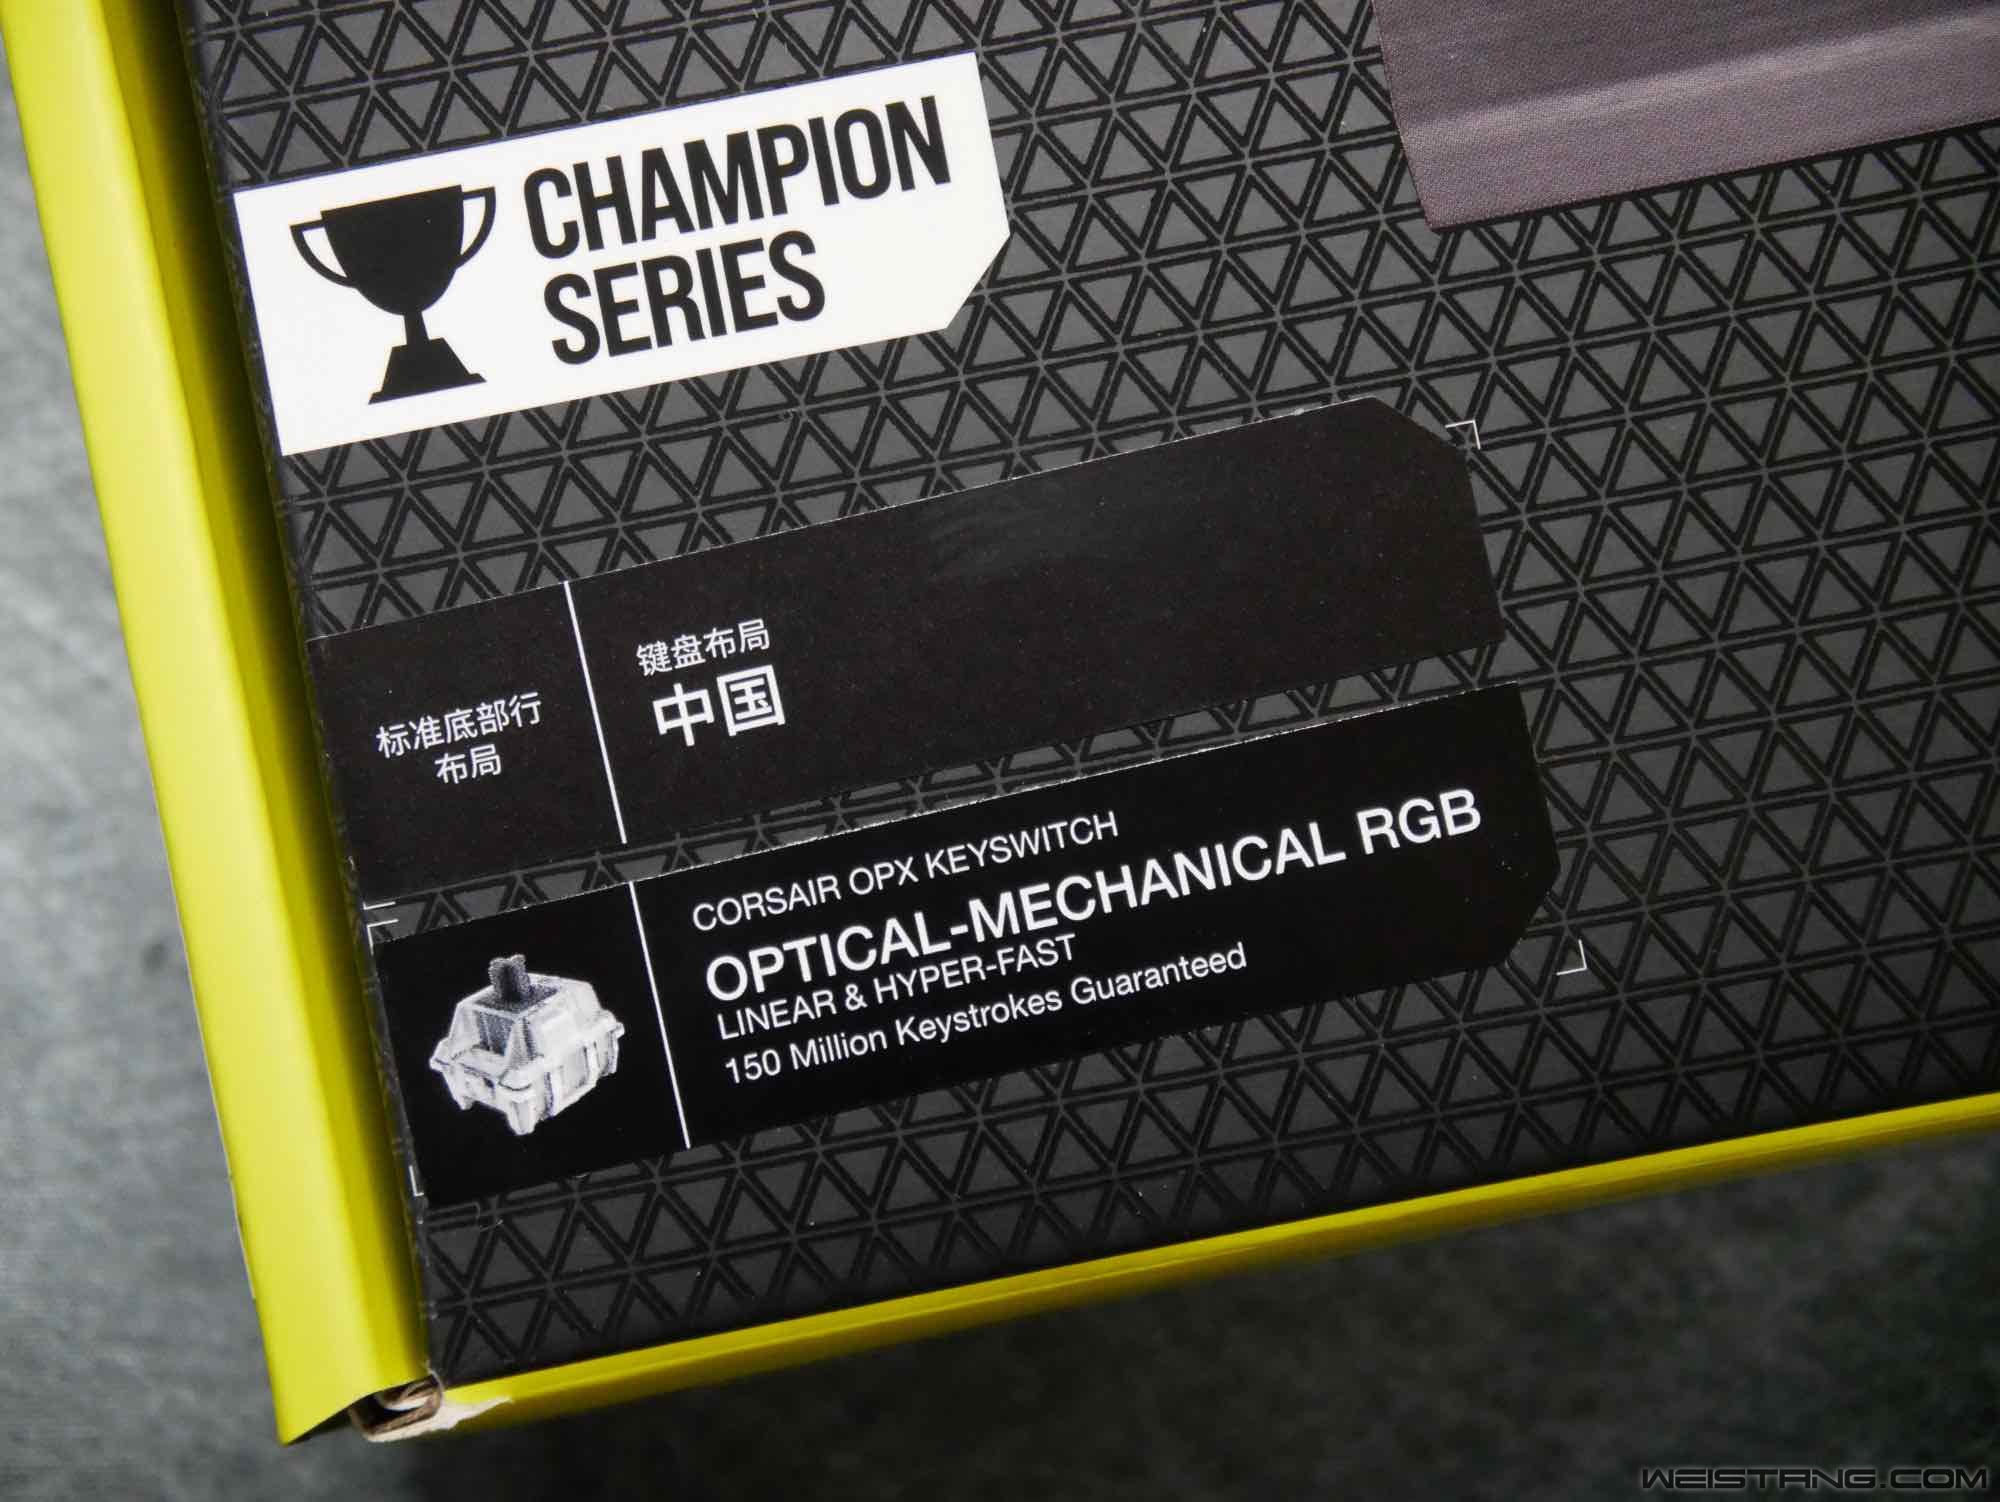 CHAMPION
SERIES
标准底部行
布局
键盘布局
中国
CORSAIR OPX KEYSWITCH
OPTICAL-MECHANICAL RGB
LINEAR & HYPER-FAST
150 Million Keystrokes Guaranteed
WEISTANG.COM